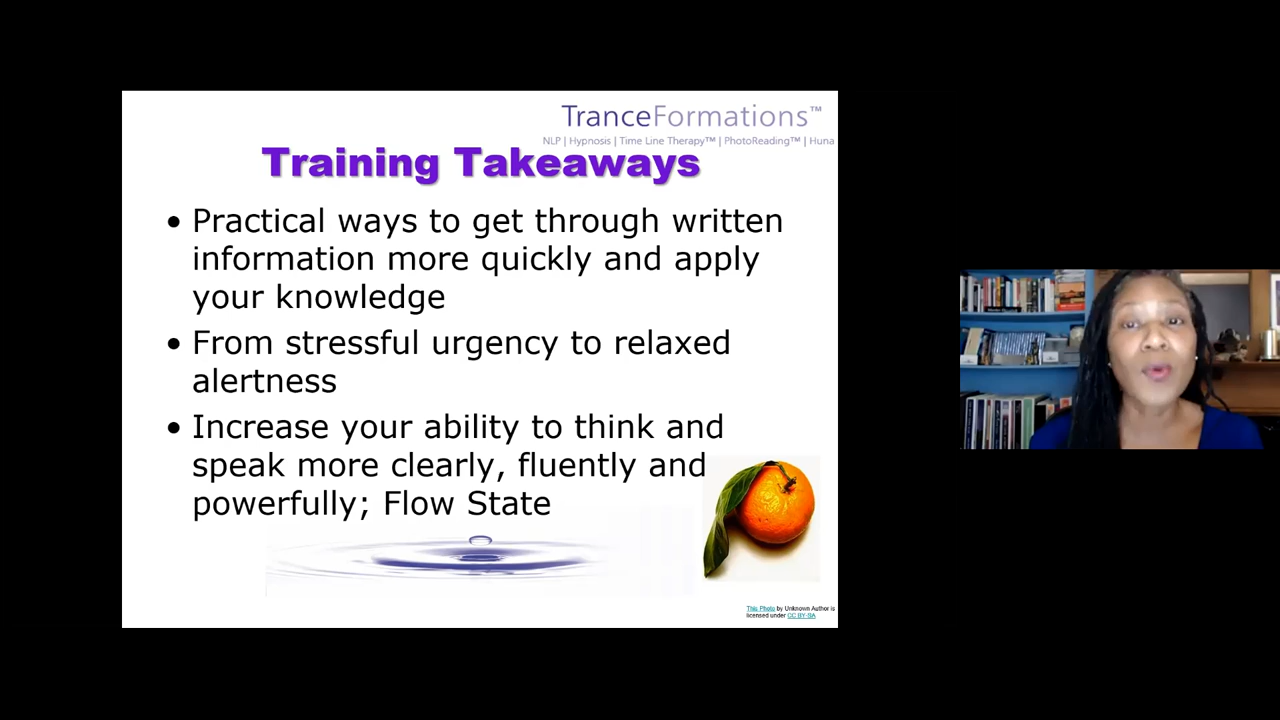 TranceFormations™
NLP | Hypnosis | Time Line Therapy™ | PhotoReading™ | Huna
Training Takeaways
• Practical ways to get through written
information more quickly and apply
your knowledge
• From stressful urgency to relaxed
alertness
• Increase your ability to think and
speak more clearly, fluently and
powerfully; Flow State
This Photo by Unknown Author is
licensed under CC BY-SA